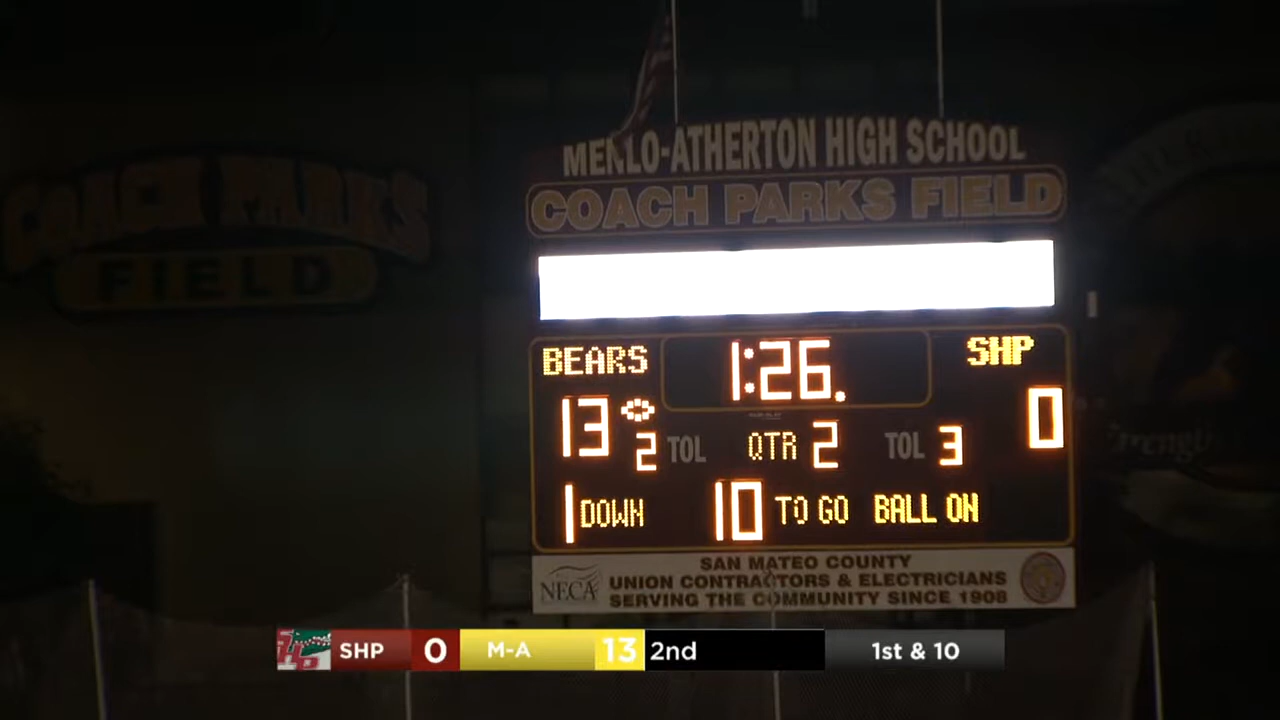 MENLO-ATHERTON HIGH SCHOOL
COACH PARKS FIELD
COACH PARKS
FIELD
BEARS 1:26. SHP
13 2 TOL QTR 2 TOL 3 0
1 DOWN 10 TO GO BALL ON
NECA
SAN MATEO COUNTY
UNION CONTRACTORS & ELECTRICIANS
SERVING THE COMMUNITY SINCE 1908
SHP 0 M-A 13 2nd 1st & 10